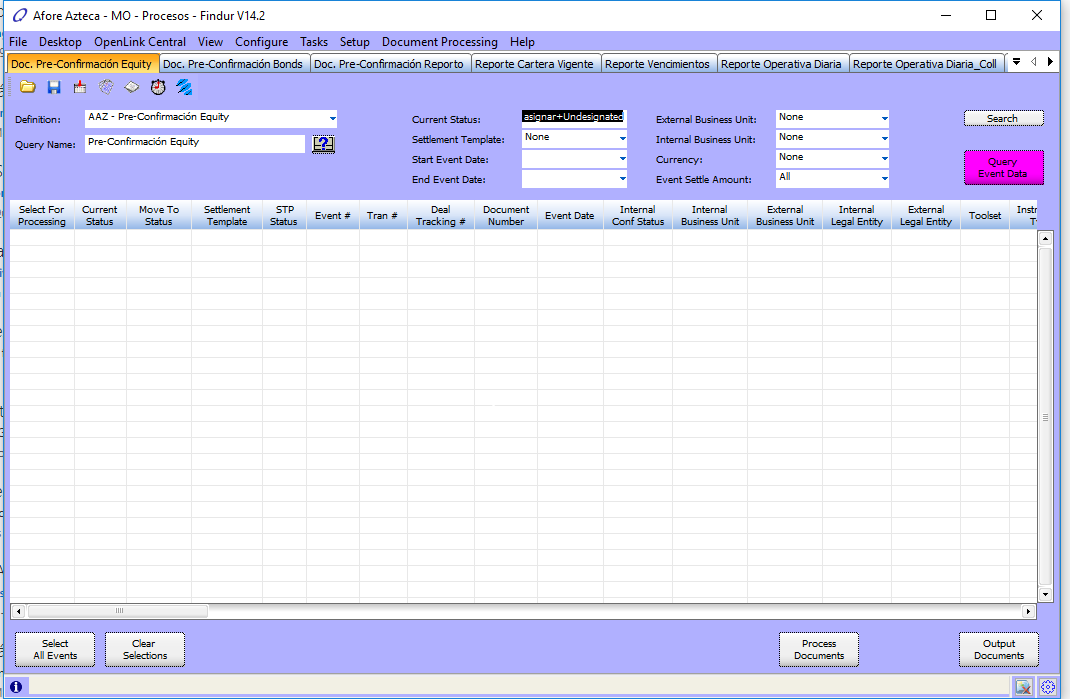 Afore Azteca - MO - Procesos - Findur V14.2
File Desktop OpenLink Central View Configure Tasks Setup Document Processing Help
Doc. Pre-Confirmación Equity Doc. Pre-Confirmación Bonds Doc. Pre-Confirmación Reporto Reporte Cartera Vigente Reporte Vencimientos Reporte Operativa Diaria Reporte Operativa Diaria_Coll
Definition: AAZ - Pre-Confirmación Equity
Query Name: Pre-Confirmación Equity
Current Status: asignar+Undesignated
Settlement Template: None
Start Event Date:
End Event Date:
External Business Unit: None
Internal Business Unit: None
Currency: None
Event Settle Amount: All
Search
Query
Event Data
Select For
Processing
Current
Status
Move To
Status
Settlement
Template
STP
Status
Event #
Tran #
Deal
Tracking #
Document
Number
Event Date
Internal
Conf Status
Internal
Business Unit
External
Business Unit
Internal
Legal Entity
External
Legal Entity
Toolset
Instr
T
Select
All Events
Clear
Selections
Process
Documents
Output
Documents